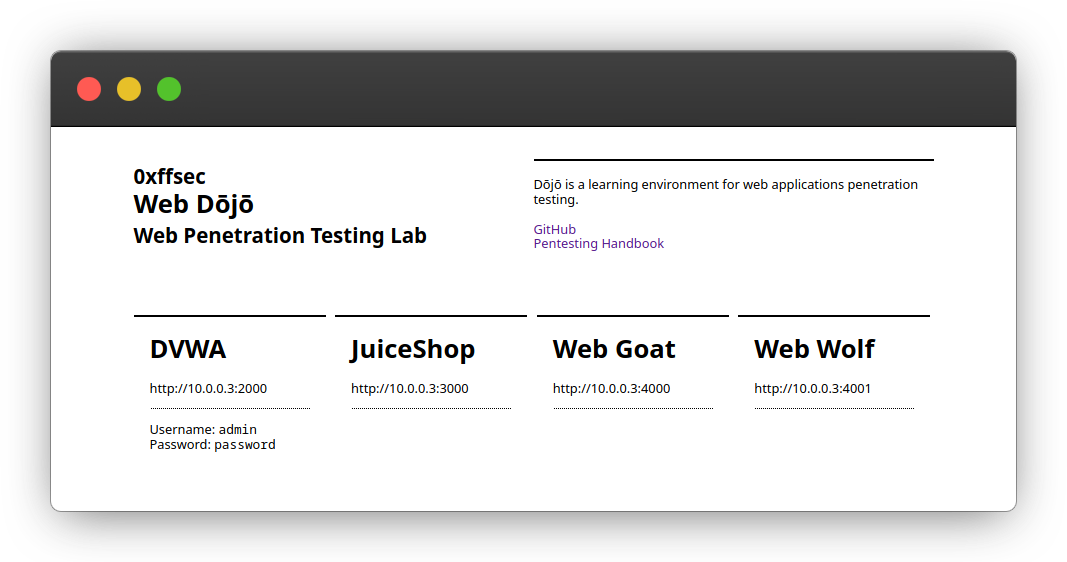 0xffsec
Web Dōjō
Web Penetration Testing Lab
Dōjō is a learning environment for web applications penetration
testing.
GitHub
Pentesting Handbook
DVWA
http://10.0.0.3:2000
Username: admin
Password: password
JuiceShop
http://10.0.0.3:3000
Web Goat
http://10.0.0.3:4000
Web Wolf
http://10.0.0.3:4001